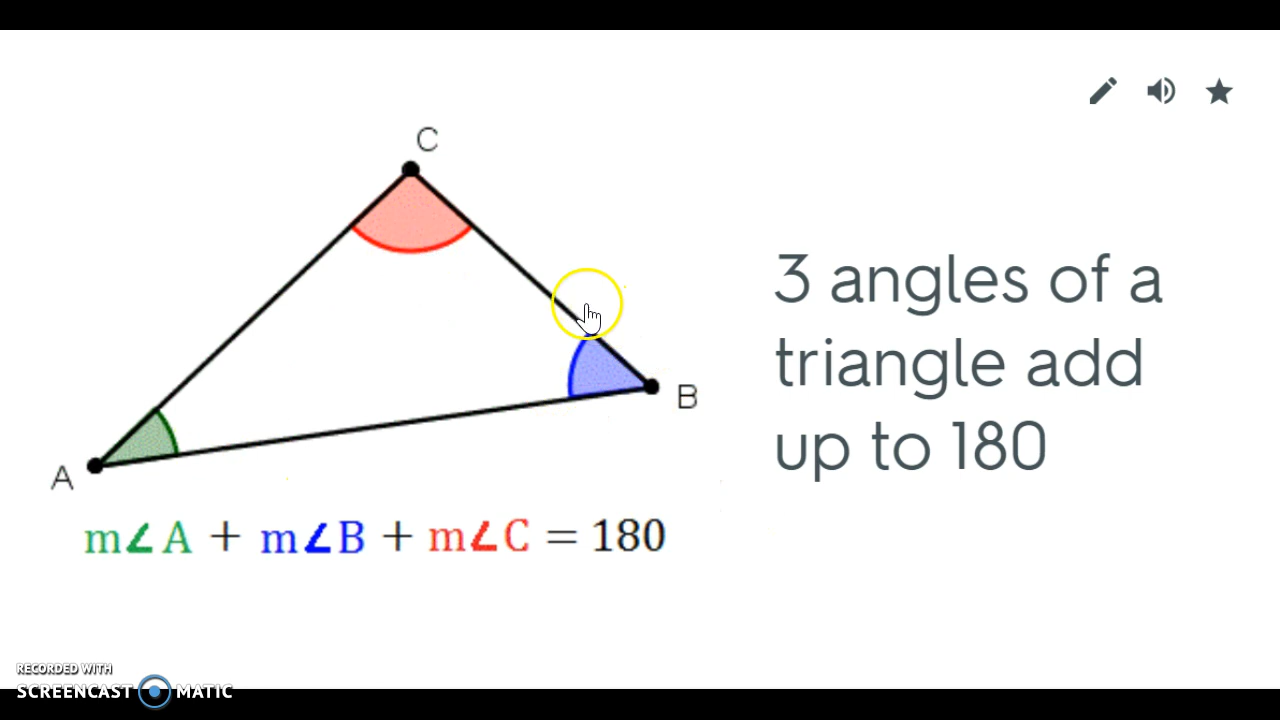 C
3 angles of a
triangle add
up to 180
B
A
m∠A + m∠B + m∠C = 180
RECORDED WITH
SCREENCAST MATIC